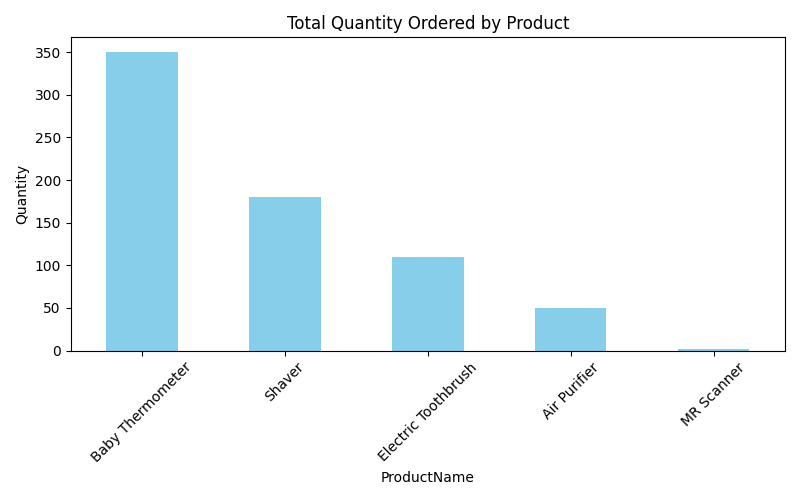 Total Quantity Ordered by Product
Quantity
350
300
250
200
150
100
50
0
Baby Thermometer
Shaver
Electric Toothbrush
Air Purifier
MR Scanner
ProductName